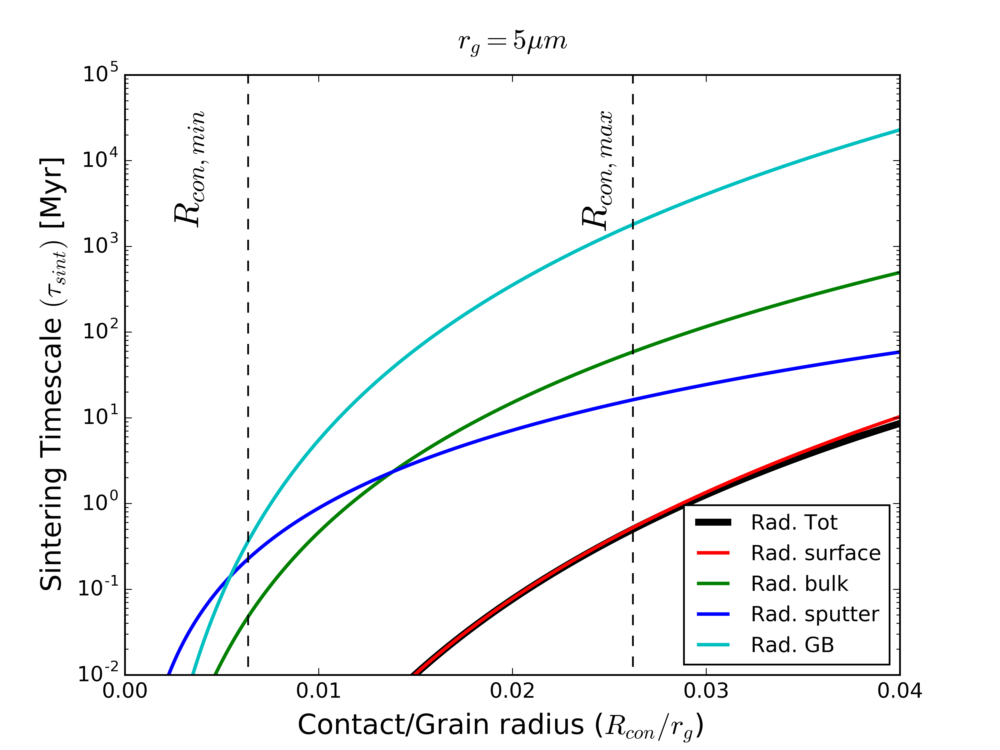 r_g = 5μm
10^5
10^4
10^3
10^2
10^1
10^0
10^-1
10^-2
Sintering Timescale (τ_sint) [Myr]
R_con,min
R_con,max
Rad. Tot
Rad. surface
Rad. bulk
Rad. sputter
Rad. GB
0.00 0.01 0.02 0.03 0.04
Contact/Grain radius (R_con/r_g)